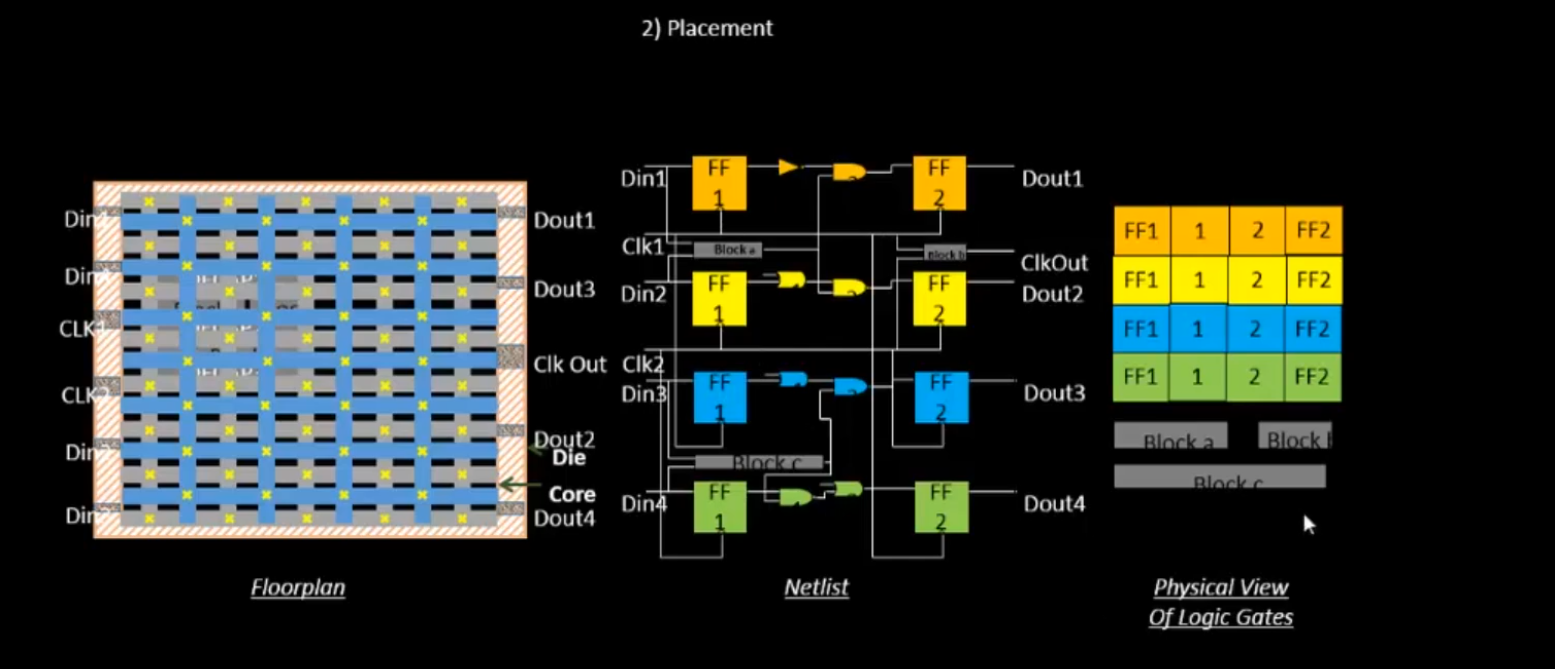 2) Placement
Din1
Din4
CLK1
CLK2
Din2
Din3
Dout1
Dout3
Clk Out
Dout2
Die
Core
Dout4
Floorplan
Din1
FF
1
FF
2
Dout1
Clk1
Block a
Block b
ClkOut
Din2
FF
1
FF
2
Dout2
Clk2
Din3
FF
1
FF
2
Dout3
Block c
Din4
FF
1
FF
2
Dout4
Netlist
FF1 1 2 FF2
FF1 1 2 FF2
FF1 1 2 FF2
FF1 1 2 FF2
Block a
Block b
Block c
Physical View
Of Logic Gates